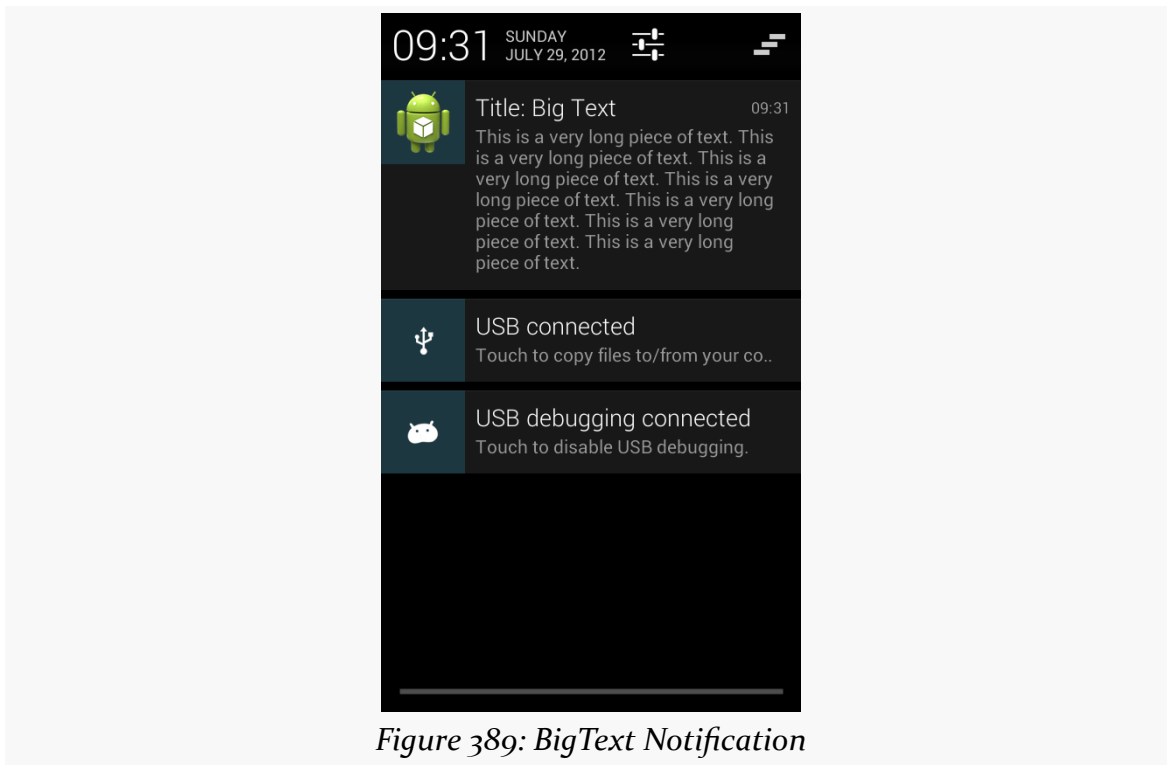 09:31 SUNDAY
JULY 29, 2012
Title: Big Text 09:31
This is a very long piece of text. This
is a very long piece of text. This is a
very long piece of text. This is a very
long piece of text. This is a very long
piece of text. This is a very long
piece of text. This is a very long
piece of text.
USB connected
Touch to copy files to/from your co..
USB debugging connected
Touch to disable USB debugging.
Figure 389: BigText Notification